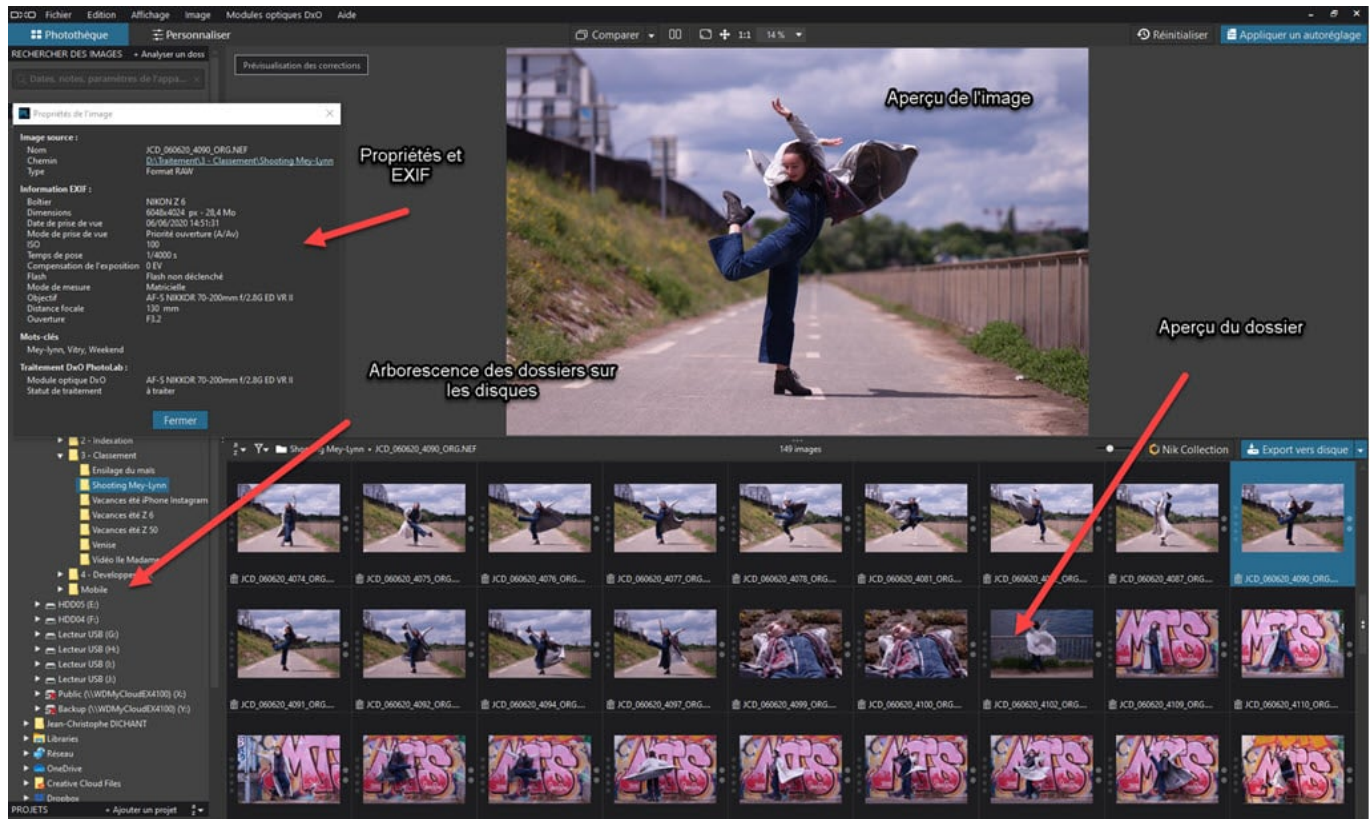 DXO Fichier Edition Affichage Image Modules optiques DxO Aide
Photothèque Personnaliser
Comparer 1:1 14 %
Réinitialiser Appliquer un autoréglage
RECHERCHER DES IMAGES + Analyser un doss
Dates, notes, paramètres de l'appa...
Prévisualisation des corrections
Propriétés de l'image
Image source :
Nom JCD_060620_4090_ORG.NEF
Chemin D:\Traitement\3 - Classement\Shooting Mey-Lynn
Type Format RAW
Information EXIF :
Boîtier NIKON Z 6
Dimensions 6048x4024 px - 28,4 Mo
Date de prise de vue 06/06/2020 14:51:31
Mode de prise de vue Priorité ouverture (A/Av)
ISO 100
Temps de pose 1/4000 s
Compensation de l'exposition 0 EV
Flash Flash non déclenché
Mode de mesure Matricielle
Objectif AF-S NIKKOR 70-200mm f/2.8G ED VR II
Distance focale 130 mm
Ouverture F3.2
Mots-clés
Mey-lynn, Vitry, Weekend
Traitement DxO PhotoLab :
Module optique DxO AF-S NIKKOR 70-200mm f/2.8G ED VR II
Statut de traitement à traiter
Fermer
Propriétés et
EXIF
Aperçu de l'image
Arborescence des dossiers sur
les disques
Aperçu du dossier
2 - Indexation
3 - Classement
Ensilage du maïs
Shooting Mey-Lynn
Vacances été iPhone Instagram
Vacances été Z 6
Vacances été Z 50
Venise
Vidéo Ile Madame
4 - Developpe
Mobile
HDD05 (E:)
HDD04 (F:)
Lecteur USB (G:)
Lecteur USB (H:)
Lecteur USB (I:)
Lecteur USB (J:)
Public (\\WDMyCloudEX4100) (X:)
Backup (\\WDMyCloudEX4100) (Y:)
Jean-Christophe DICHANT
Libraries
Réseau
OneDrive
Creative Cloud Files
Dropbox
PROJETS + Ajouter un projet
Shooting Mey-Lynn • JCD_060620_4090_ORG.NEF
149 images
Nik Collection Export vers disque
JCD_060620_4074_ORG.... JCD_060620_4075_ORG.... JCD_060620_4076_ORG.... JCD_060620_4077_ORG.... JCD_060620_4078_ORG.... JCD_060620_4081_ORG.... JCD_060620_ ORG.... JCD_060620_4087_ORG.... JCD_060620_4090_ORG....
JCD_060620_4091_ORG.... JCD_060620_4092_ORG.... JCD_060620_4094_ORG.... JCD_060620_4097_ORG.... JCD_060620_4099_ORG.... JCD_060620_4100_ORG.... JCD_060620_4102_ORG.... JCD_060620_4109_ORG.... JCD_060620_4110_ORG....